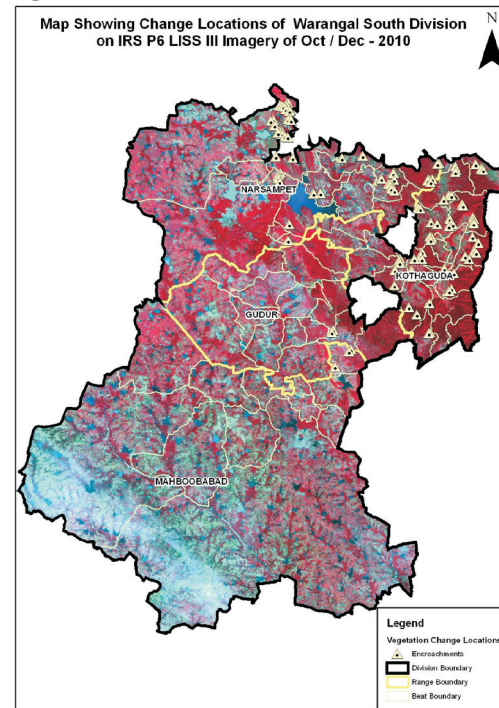 Map Showing Change Locations of Warangal South Division
on IRS P6 LISS III Imagery of Oct / Dec - 2010
N
NARSAMPET
KOTHAGUDA
GUDUR
MAHBOOBABAD
Legend
Vegetation Change Locations
Encroachments
Division Boundary
Range Boundary
Beat Boundary